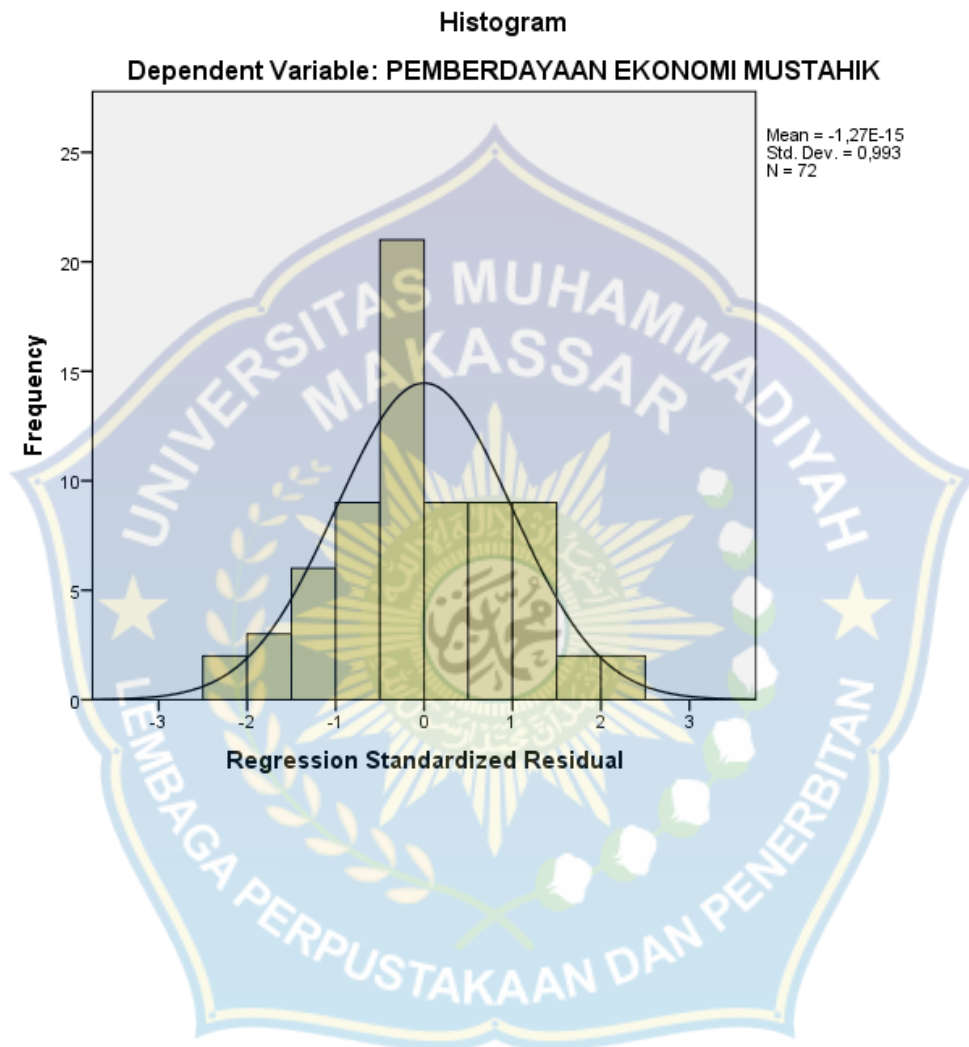 Histogram
Dependent Variable: PEMBERDAYAAN EKONOMI MUSTAHIK
Mean = -1,27E-15
Std. Dev. = 0,993
N = 72
Frequency
25
20
15
10
5
0
-3 -2 -1 0 1 2 3
Regression Standardized Residual
UNIVERSITAS MUHAMMADIYAH
MAKASSAR
LEMBAGA PERPUSTAKAAN DAN PENERBITAN